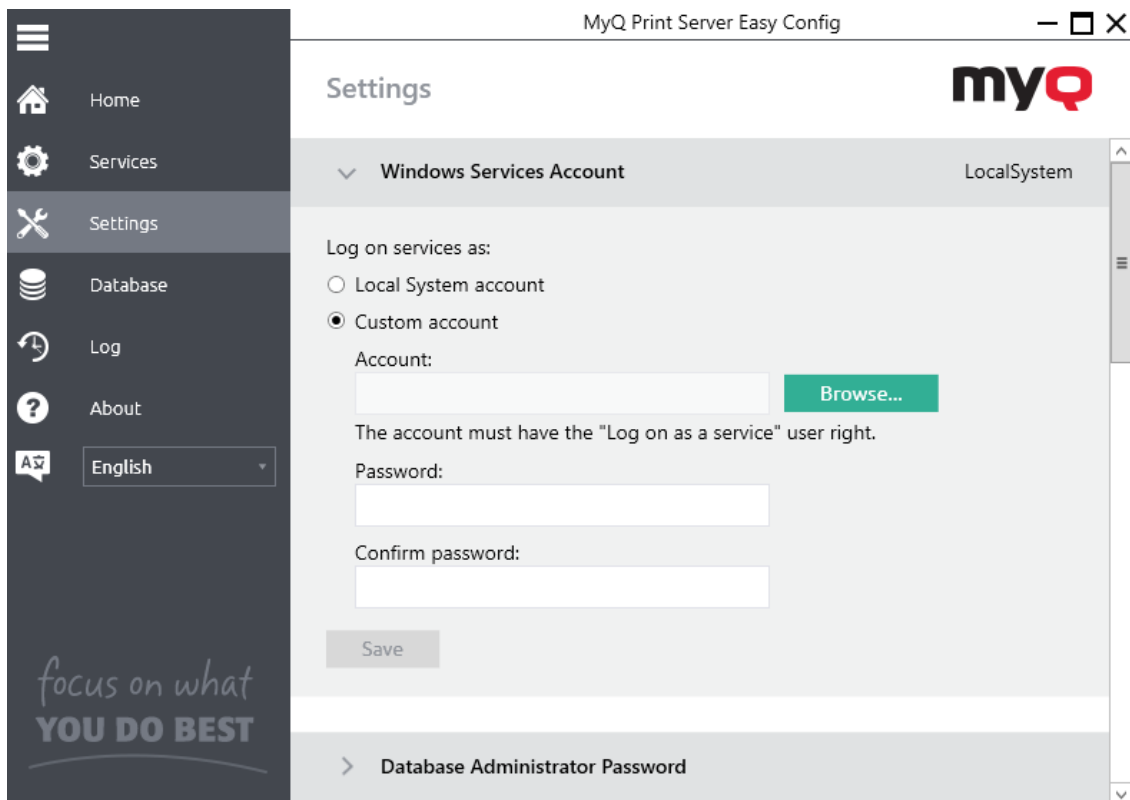 MyQ Print Server Easy Config
Home
Services
Settings
Database
Log
About
English
focus on what
YOU DO BEST
Settings
myQ
Windows Services Account LocalSystem
Log on services as:
Local System account
Custom account
Account:
Browse...
The account must have the "Log on as a service" user right.
Password:
Confirm password:
Save
Database Administrator Password